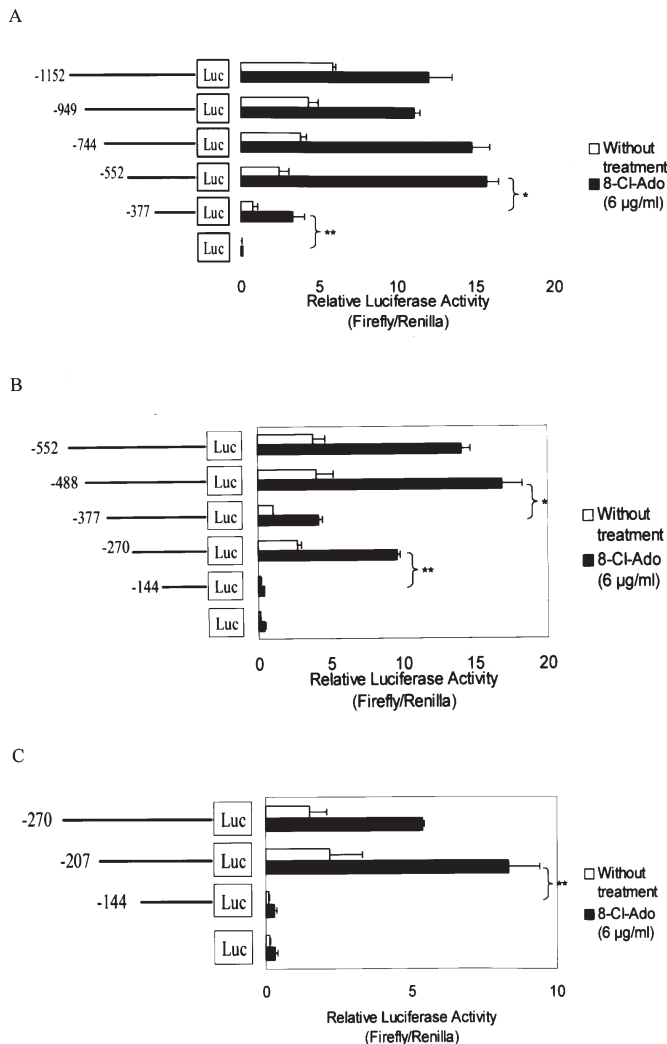 A
-1152
Luc
-949
Luc
-744
Luc
-552
Luc
*
-377
Luc
**
Luc
Without
treatment
8-Cl-Ado
(6 µg/ml)
0 5 10 15 20
Relative Luciferase Activity
(Firefly/Renilla)
B
-552
Luc
-488
Luc
*
-377
Luc
-270
Luc
**
-144
Luc
Luc
Without
treatment
8-Cl-Ado
(6 µg/ml)
0 5 10 15 20
Relative Luciferase Activity
(Firefly/Renilla)
C
-270
Luc
-207
Luc
**
-144
Luc
Luc
Without
treatment
8-Cl-Ado
(6 µg/ml)
0 5 10
Relative Luciferase Activity
(Firefly/Renilla)